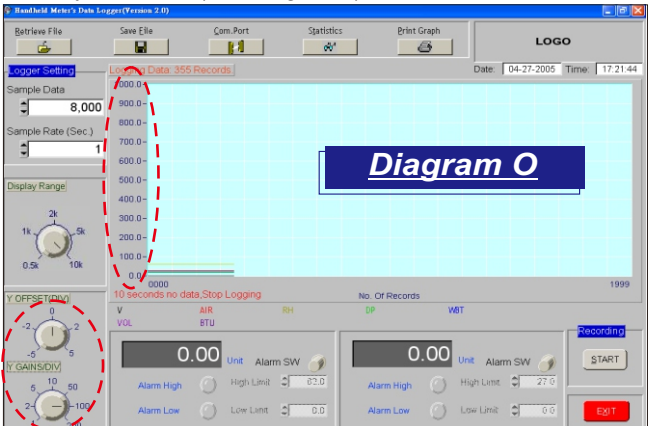 Handheld Meter's Data Logger(Version 2.0)
Retrieve File Save File Com.Port Statistics Print Graph
LOGO
Logger Setting Logging Data: 355 Records Date: 04-27-2005 Time: 17:21:44
Sample Data
8,000
Sample Rate (Sec.)
1
000.0
900.0
800.0
700.0
600.0
500.0
400.0
300.0
200.0
100.0
0.0
Diagram O
Display Range
2k
1k 5k
0.5k 10k
0000 1999
10 seconds no data,Stop Logging No. Of Records
V AIR RH DP WBT
VOL BTU
Y OFFSET(DIV)
0
-2 2
-5 5
Y GAINS/DIV
5 10 50
2 100
0.00 Unit Alarm SW
Alarm High High Limit 82.0
Alarm Low Low Limit 0.0
0.00 Unit Alarm SW
Alarm High High Limit 27.0
Alarm Low Low Limit 0.0
Recording
START
EXIT